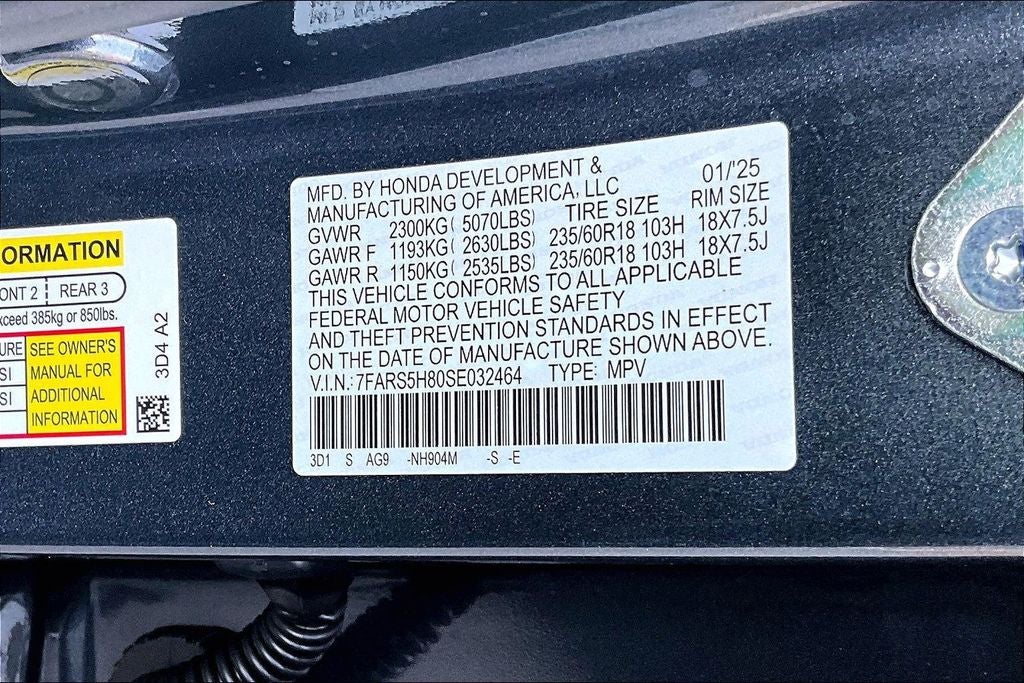 MFD. BY HONDA DEVELOPMENT & 01/'25
MANUFACTURING OF AMERICA, LLC
GVWR 2300KG( 5070LBS) TIRE SIZE RIM SIZE
GAWR F 1193KG( 2630LBS) 235/60R18 103H 18X7.5J
GAWR R 1150KG( 2535LBS) 235/60R18 103H 18X7.5J
THIS VEHICLE CONFORMS TO ALL APPLICABLE
FEDERAL MOTOR VEHICLE SAFETY
AND THEFT PREVENTION STANDARDS IN EFFECT
ON THE DATE OF MANUFACTURE SHOWN ABOVE.
V.I.N.:7FARS5H80SE032464 TYPE: MPV
3D1 S AG9 -NH904M -S -E
ORMATION
ONT 2 REAR 3
xceed 385kg or 850lbs.
URE SEE OWNER'S
SI MANUAL FOR
SI ADDITIONAL
INFORMATION
3D4 A2